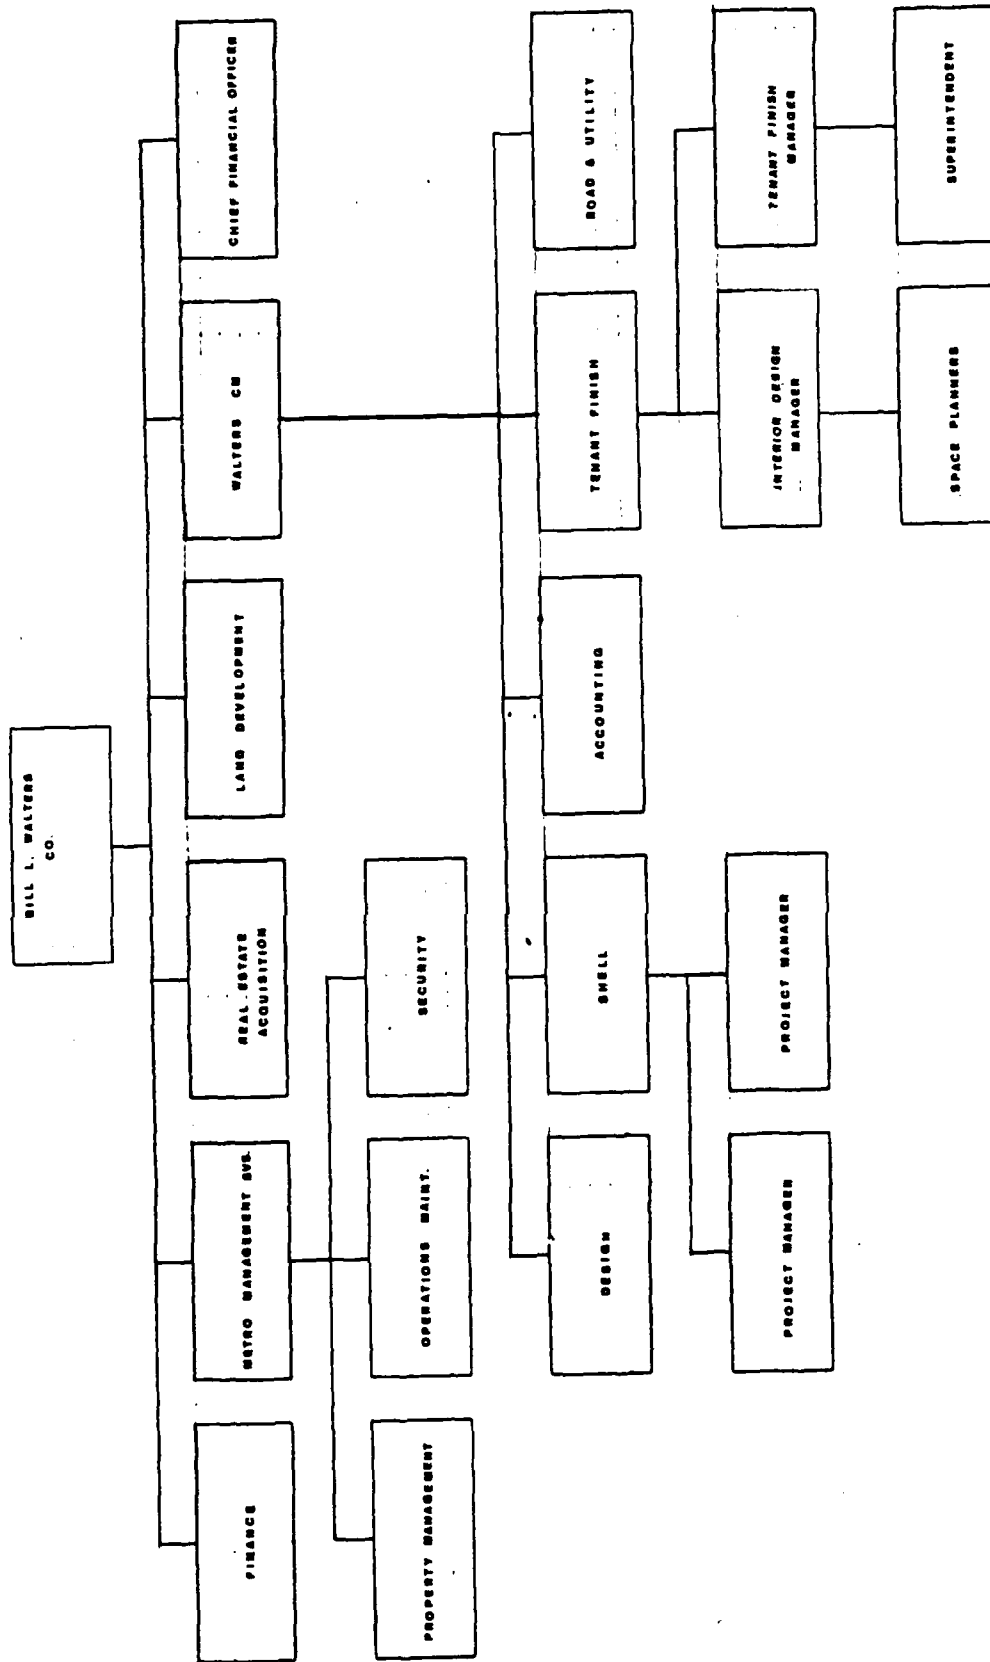 BILL L. WALTERS
CO.
FINANCE
METRO MANAGEMENT SVS.
REAL ESTATE
ACQUISITION
LAND DEVELOPMENT
WALTERS CM
CHIEF FINANCIAL OFFICER
PROPERTY MANAGEMENT
OPERATIONS MAINT.
SECURITY
DESIGN
SHELL
ACCOUNTING
TENANT FINISH
ROAD & UTILITY
PROJECT MANAGER
PROJECT MANAGER
INTERIOR DESIGN
MANAGER
TENANT FINISH
MANAGER
SPACE PLANNERS
SUPERINTENDENT